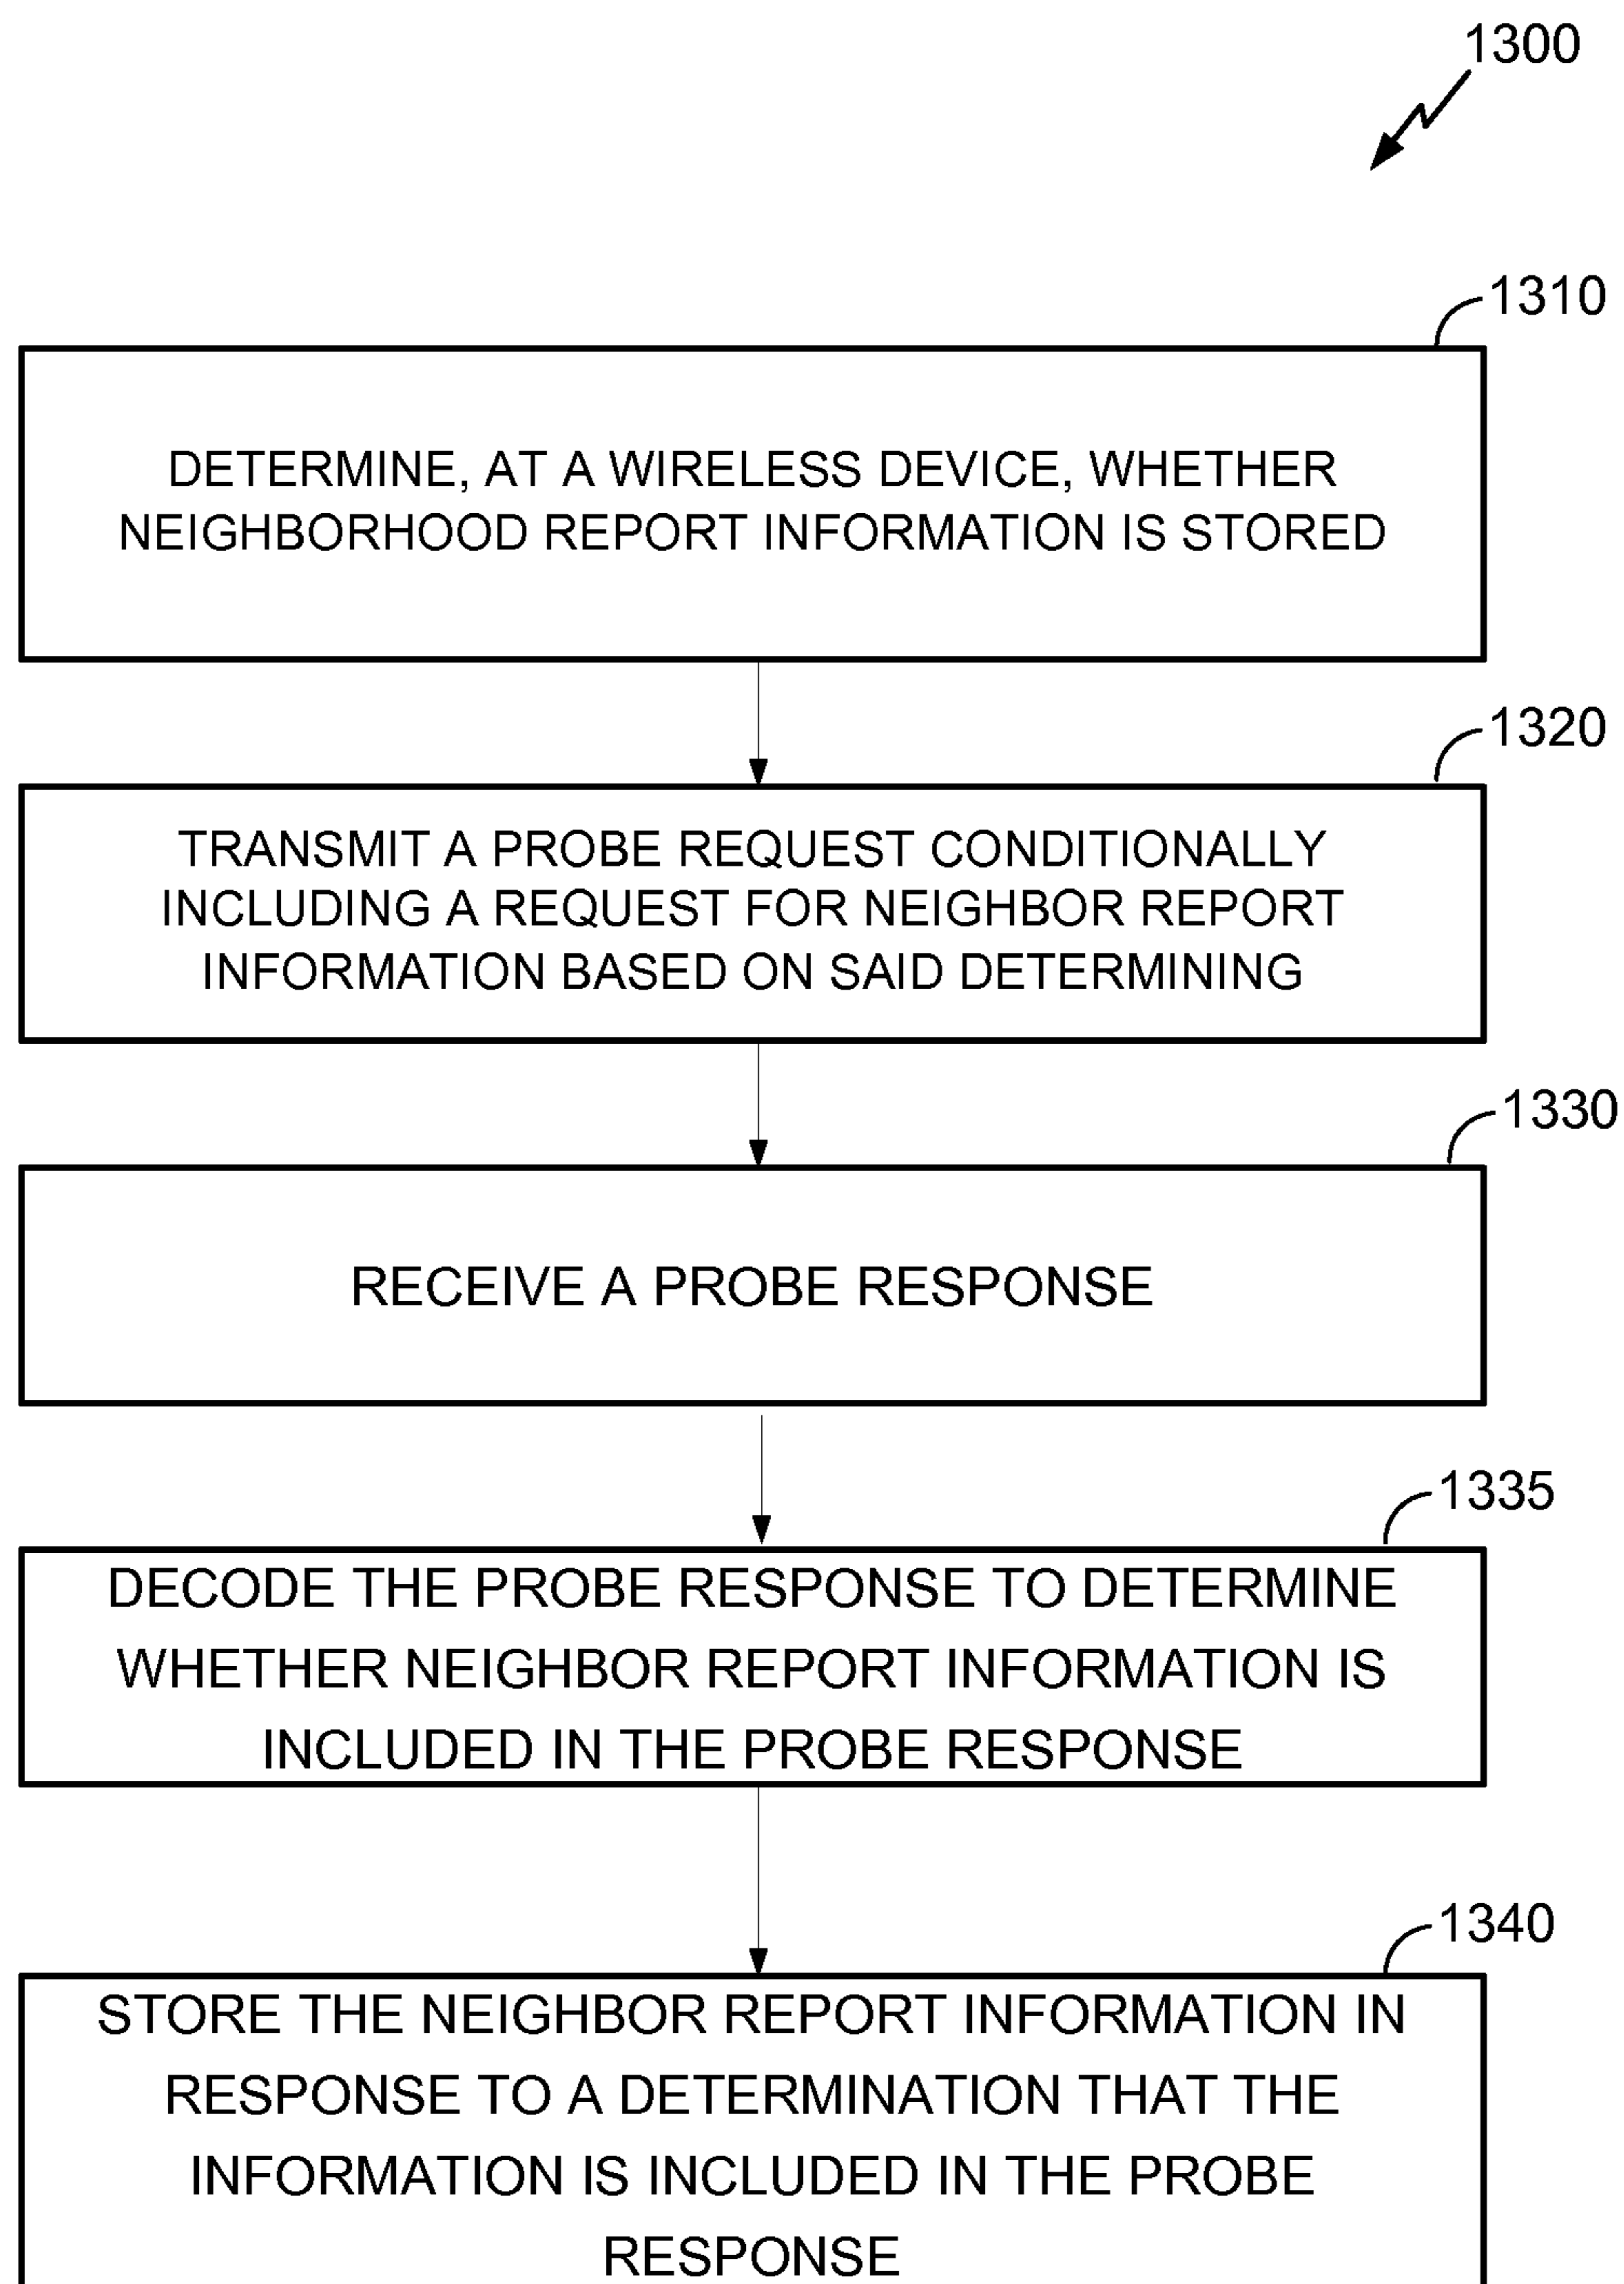 1300
1310
DETERMINE, AT A WIRELESS DEVICE, WHETHER
NEIGHBORHOOD REPORT INFORMATION IS STORED
1320
TRANSMIT A PROBE REQUEST CONDITIONALLY
INCLUDING A REQUEST FOR NEIGHBOR REPORT
INFORMATION BASED ON SAID DETERMINING
1330
RECEIVE A PROBE RESPONSE
1335
DECODE THE PROBE RESPONSE TO DETERMINE
WHETHER NEIGHBOR REPORT INFORMATION IS
INCLUDED IN THE PROBE RESPONSE
1340
STORE THE NEIGHBOR REPORT INFORMATION IN
RESPONSE TO A DETERMINATION THAT THE
INFORMATION IS INCLUDED IN THE PROBE
RESPONSE